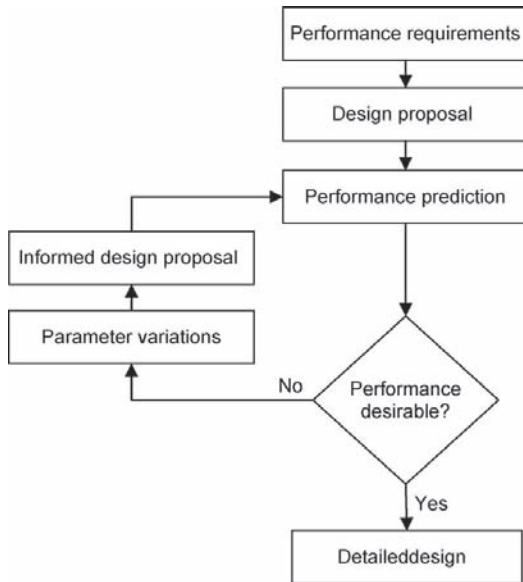 Performance requirements
Design proposal
Performance prediction
Informed design proposal
Parameter variations
No
Performance
desirable?
Yes
Detaileddesign